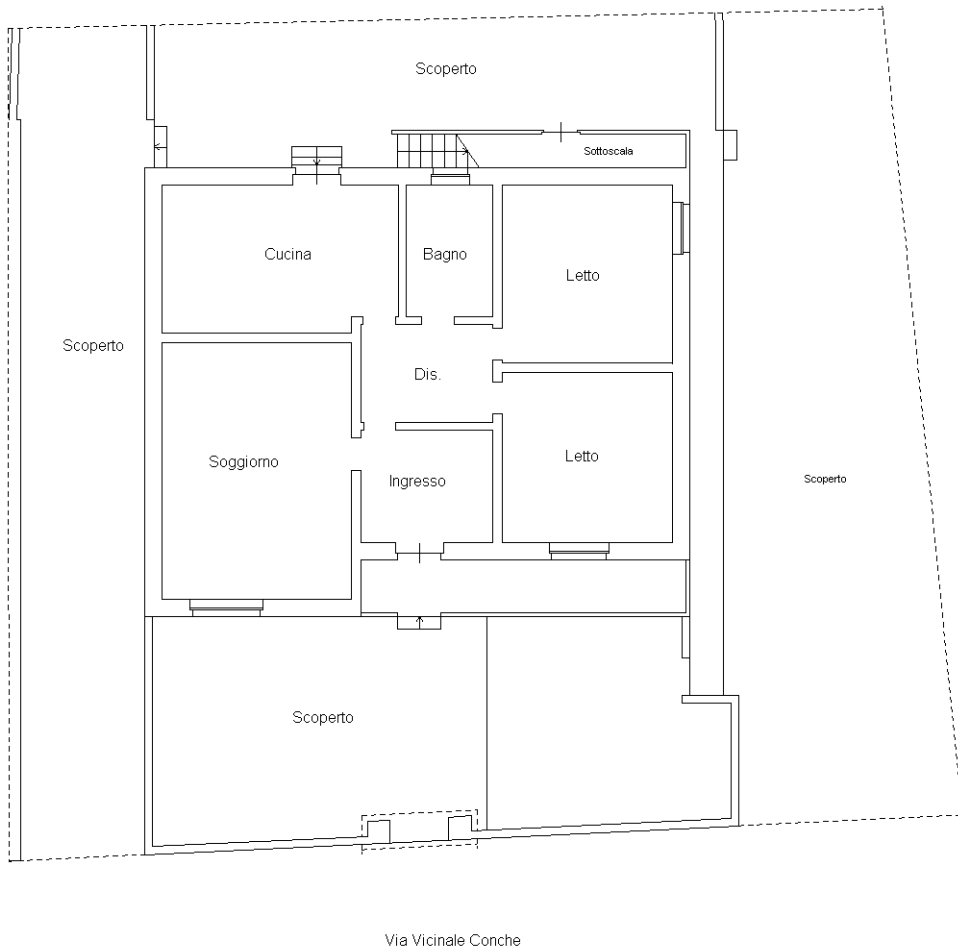 Scoperto
Sottoscala
Cucina
Bagno
Letto
Scoperto
Dis.
Soggiorno
Ingresso
Letto
Scoperto
Scoperto
Via Vicinale Conche